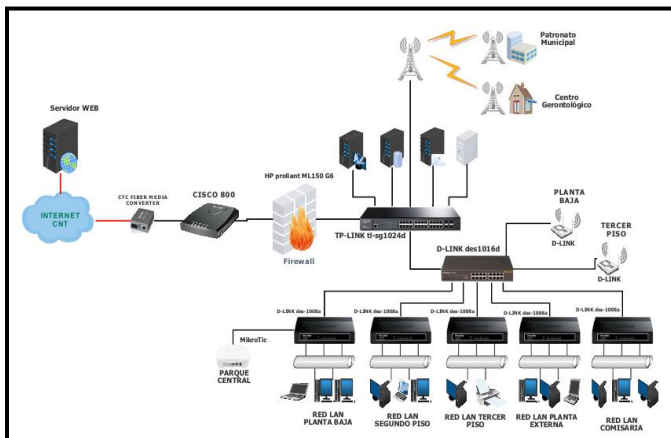 Patronato
Municipal
Centro
Gerontológico
Servidor WEB
INTERNET
CNT
CTC FIBER MEDIA
CONVERTER
CISCO 800
HP proliant ML150 G6
Firewall
TP-LINK tl-sg1024d
D-LINK des1016d
PLANTA
BAJA
D-LINK
TERCER
PISO
D-LINK
D-LINK des-1008a
D-LINK des-1008a
D-LINK des-1008a
D-LINK des-1008a
D-LINK des-1008a
MikroTic
PARQUE
CENTRAL
RED LAN
PLANTA BAJA
RED LAN
SEGUNDO PISO
RED LAN TERCER
PISO
RED LAN PLANTA
EXTERNA
RED LAN
COMISARIA